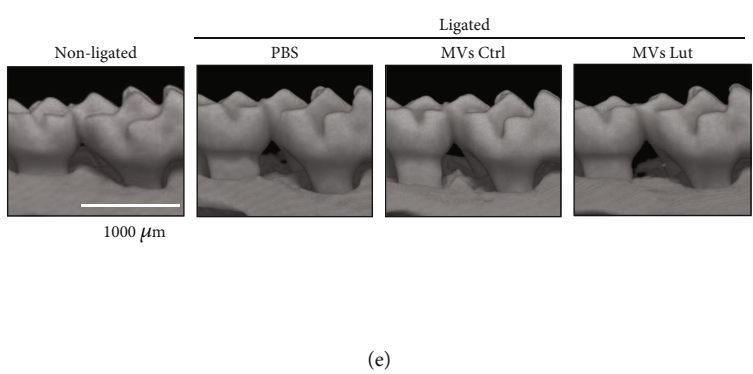 Ligated
Non-ligated
PBS
MVs Ctrl
MVs Lut
1000 μm
(e)